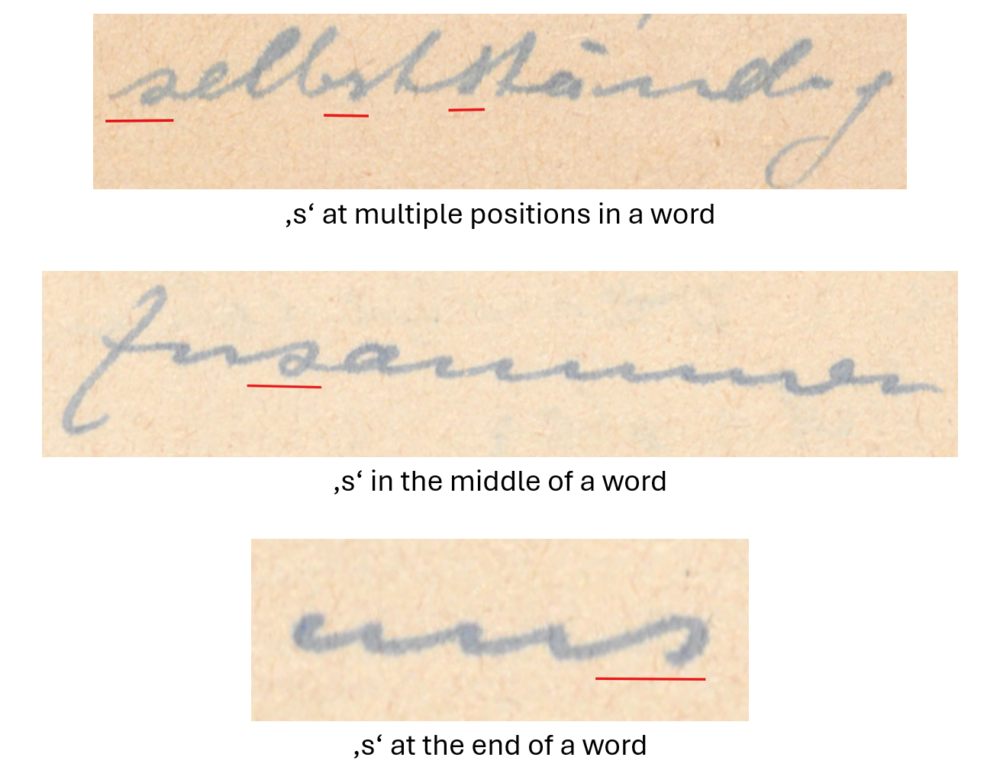 selbstständig
‚s‘ at multiple positions in a word
zusammen
‚s‘ in the middle of a word
uns
‚s‘ at the end of a word